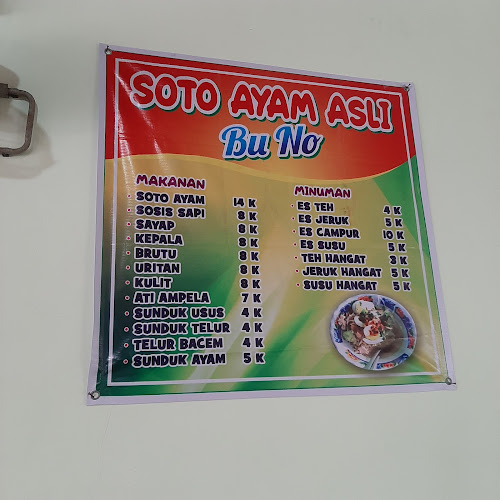 SOTO AYAM ASLI
Bu No
MAKANAN
SOTO AYAM 14 K
SOSIS SAPI 8 K
SAYAP 8 K
KEPALA 8 K
BRUTU 8 K
URITAN 8 K
KULIT 8 K
ATI AMPELA 7 K
SUNDUK USUS 4 K
SUNDUK TELUR 4 K
TELUR BACEM 4 K
SUNDUK AYAM 5 K
MINUMAN
ES TEH 4 K
ES JERUK 5 K
ES CAMPUR 10 K
ES SUSU 5 K
TEH HANGAT 3 K
JERUK HANGAT 5 K
SUSU HANGAT 5 K